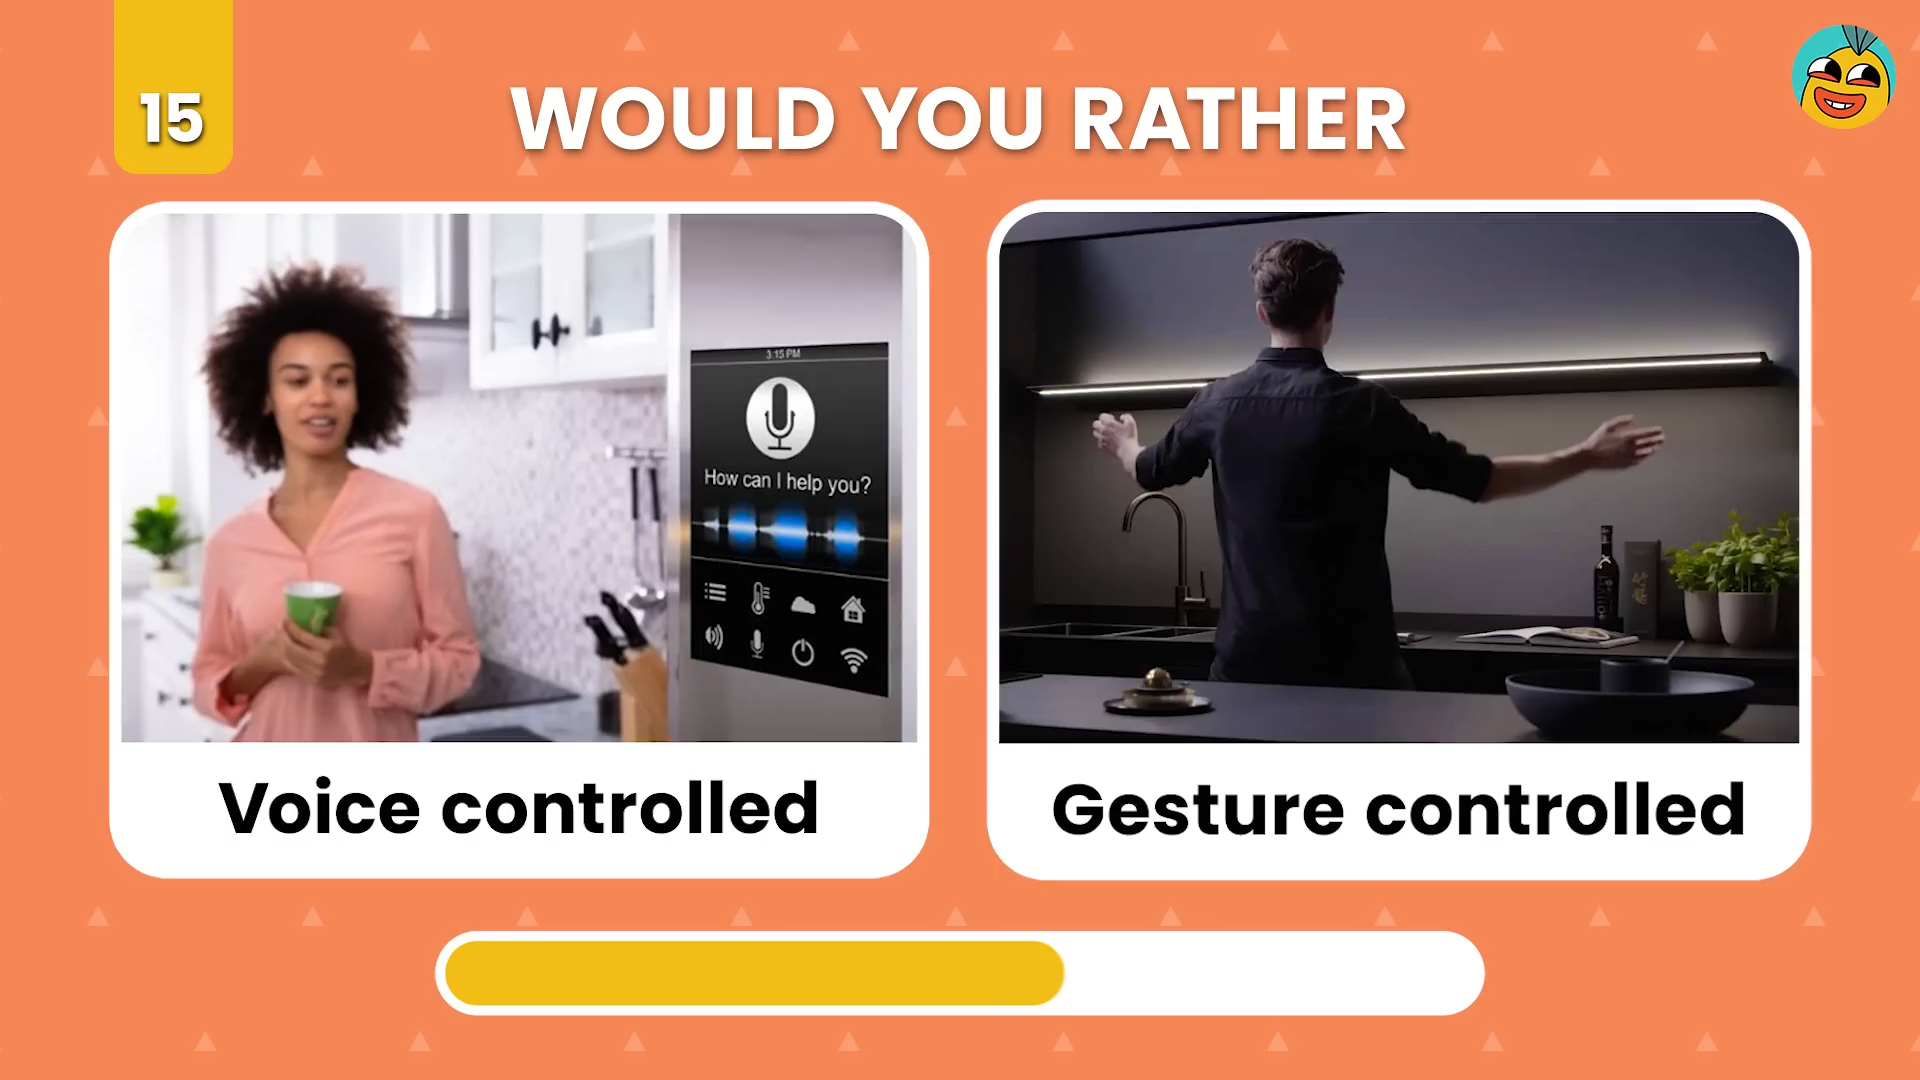 15
WOULD YOU RATHER
3:15 PM
How can I help you?
Voice controlled
Gesture controlled